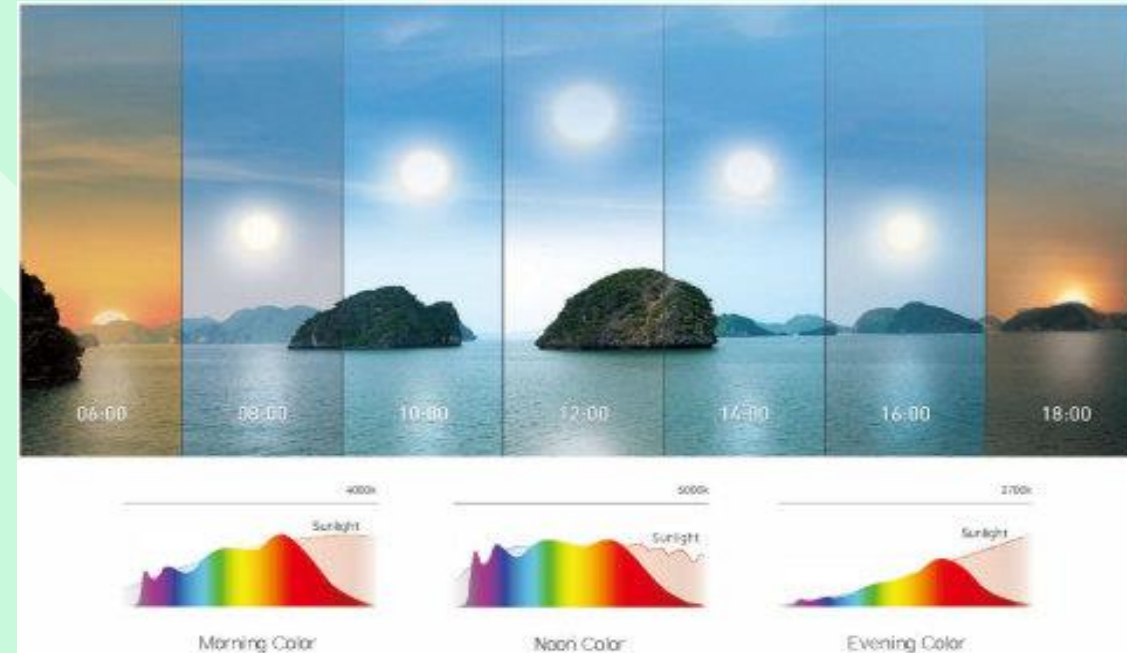 06:00
08:00
10:00
12:00
14:00
16:00
18:00
4000k
5000k
2700k
Sunlight
Sunlight
Sunlight
Morning Color
Noon Color
Evening Color